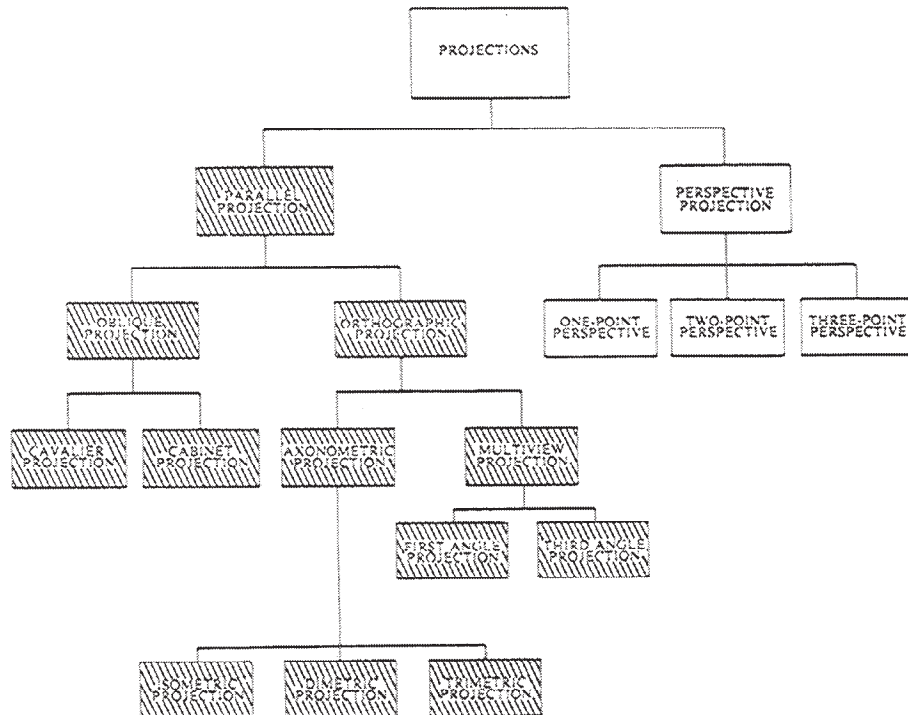 PROJECTIONS
PARALLEL
PROJECTION
PERSPECTIVE
PROJECTION
OBLIQUE
PROJECTION
ORTHOGRAPHIC
PROJECTION
ONE-POINT
PERSPECTIVE
TWO-POINT
PERSPECTIVE
THREE-POINT
PERSPECTIVE
CAVALIER
PROJECTION
CABINET
PROJECTION
AXONOMETRIC
PROJECTION
MULTIVIEW
PROJECTION
FIRST ANGLE
PROJECTION
THIRD ANGLE
PROJECTION
ISOMETRIC
PROJECTION
DIMETRIC
PROJECTION
TRIMETRIC
PROJECTION